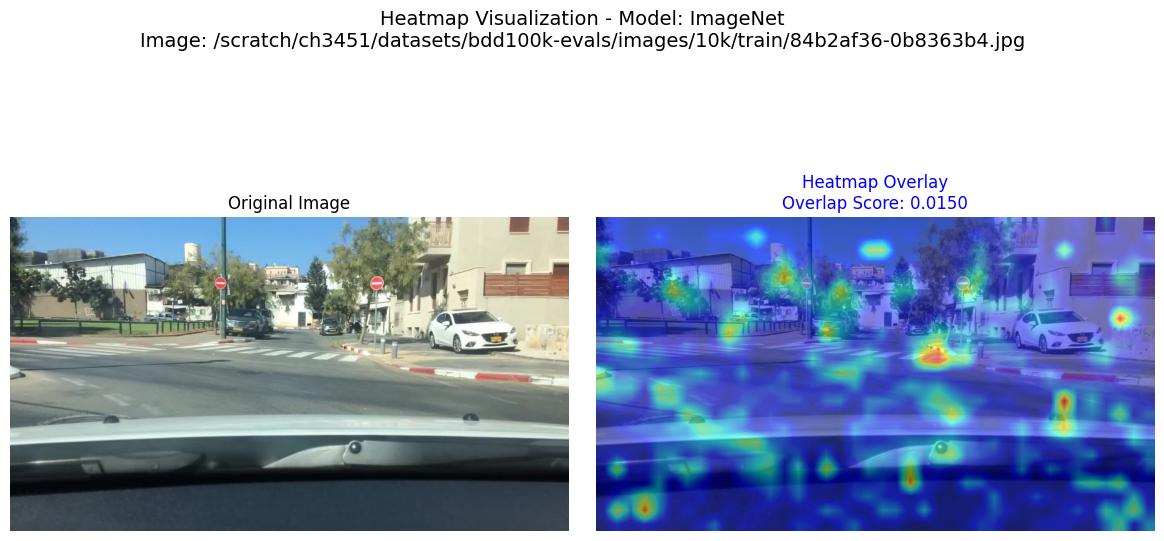 Heatmap Visualization - Model: ImageNet
Image: /scratch/ch3451/datasets/bdd100k-evals/images/10k/train/84b2af36-0b8363b4.jpg
Original Image
Heatmap Overlay
Overlap Score: 0.0150